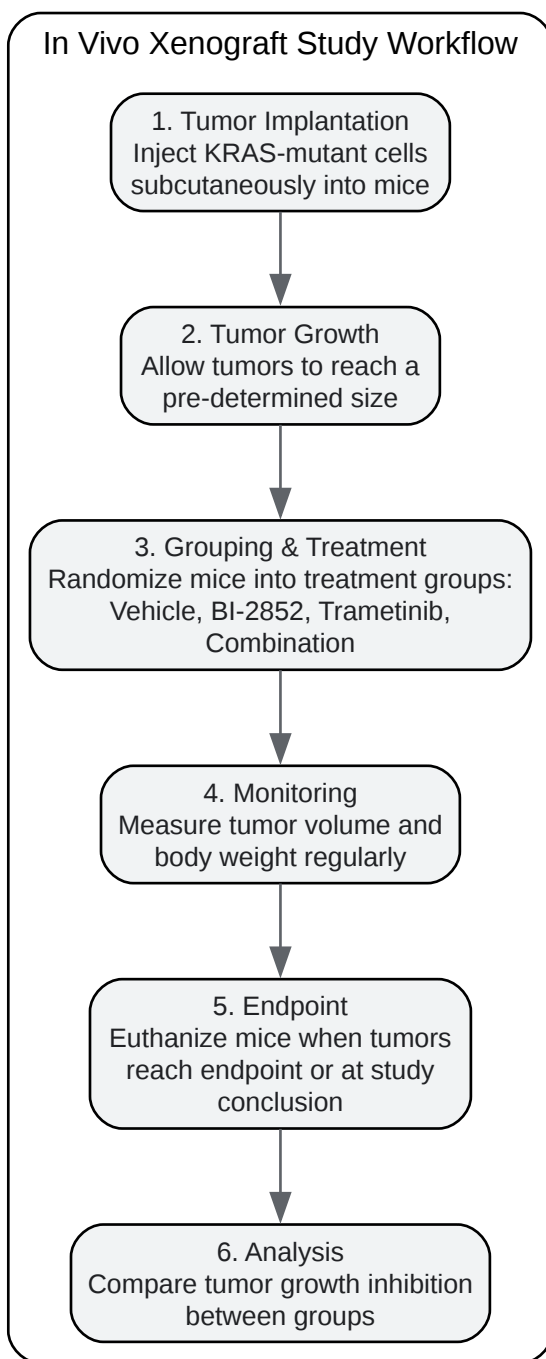 In Vivo Xenograft Study Workflow
1. Tumor Implantation
Inject KRAS-mutant cells
subcutaneously into mice
2. Tumor Growth
Allow tumors to reach a
pre-determined size
3. Grouping & Treatment
Randomize mice into treatment groups:
Vehicle, BI-2852, Trametinib,
Combination
4. Monitoring
Measure tumor volume and
body weight regularly
5. Endpoint
Euthanize mice when tumors
reach endpoint or at study
conclusion
6. Analysis
Compare tumor growth inhibition
between groups